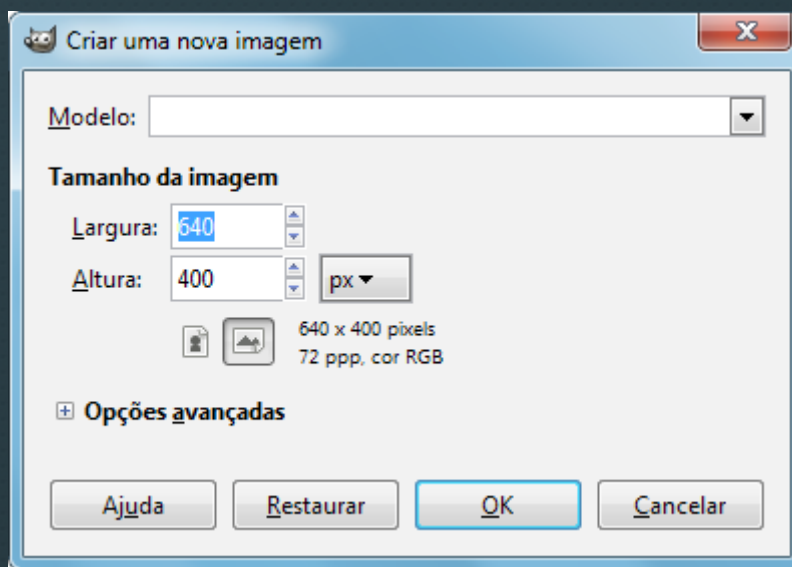 Criar uma nova imagem
Modelo:
Tamanho da imagem
Largura: 640
Altura: 400 px
640 x 400 pixels
72 ppp, cor RGB
Opções avançadas
Ajuda Restaurar OK Cancelar